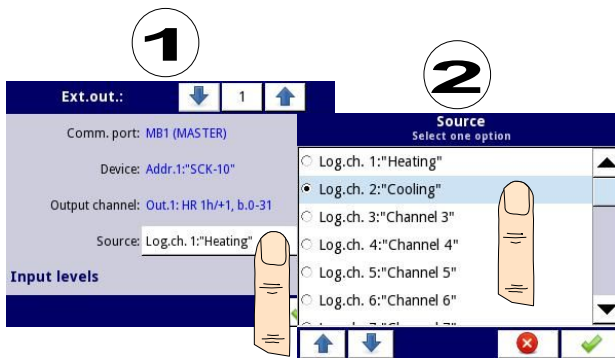 1
Ext.out.:
1
Comm. port: MB1 (MASTER)
Device: Addr.1:"SCK-10"
Output channel: Out.1: HR 1h/+1, b.0-31
Source: Log.ch. 1:"Heating"
Input levels
2
Source
Select one option
Log.ch. 1:"Heating"
Log.ch. 2:"Cooling"
Log.ch. 3:"Channel 3"
Log.ch. 4:"Channel 4"
Log.ch. 5:"Channel 5"
Log.ch. 6:"Channel 6"